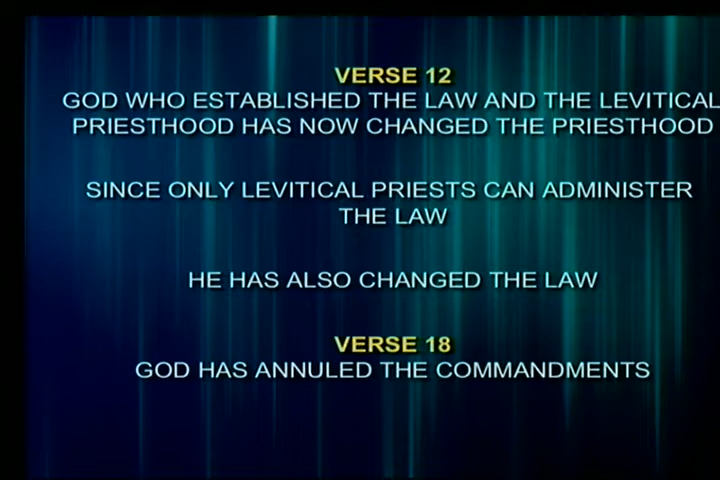 VERSE 12
GOD WHO ESTABLISHED THE LAW AND THE LEVITICAL
PRIESTHOOD HAS NOW CHANGED THE PRIESTHOOD
SINCE ONLY LEVITICAL PRIESTS CAN ADMINISTER
THE LAW
HE HAS ALSO CHANGED THE LAW
VERSE 18
GOD HAS ANNULED THE COMMANDMENTS